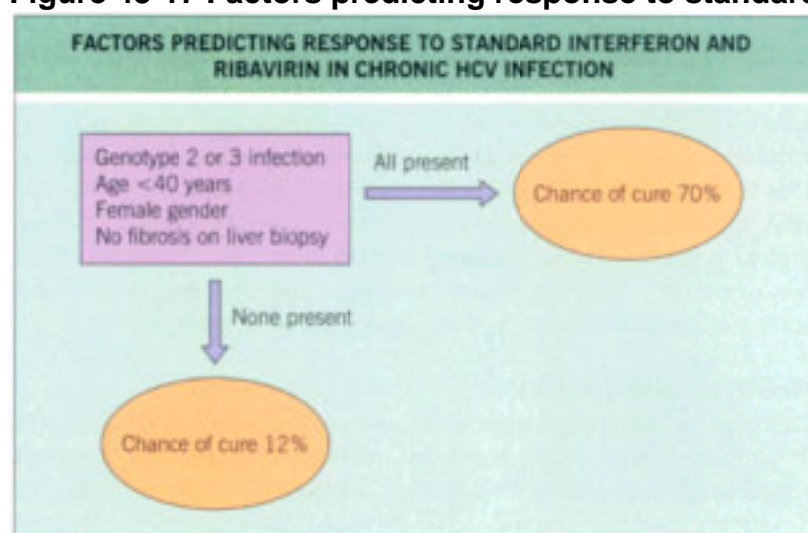 FACTORS PREDICTING RESPONSE TO STANDARD INTERFERON AND
RIBAVIRIN IN CHRONIC HCV INFECTION
Genotype 2 or 3 infection
Age <40 years
Female gender
No fibrosis on liver biopsy
All present
Chance of cure 70%
None present
Chance of cure 12%